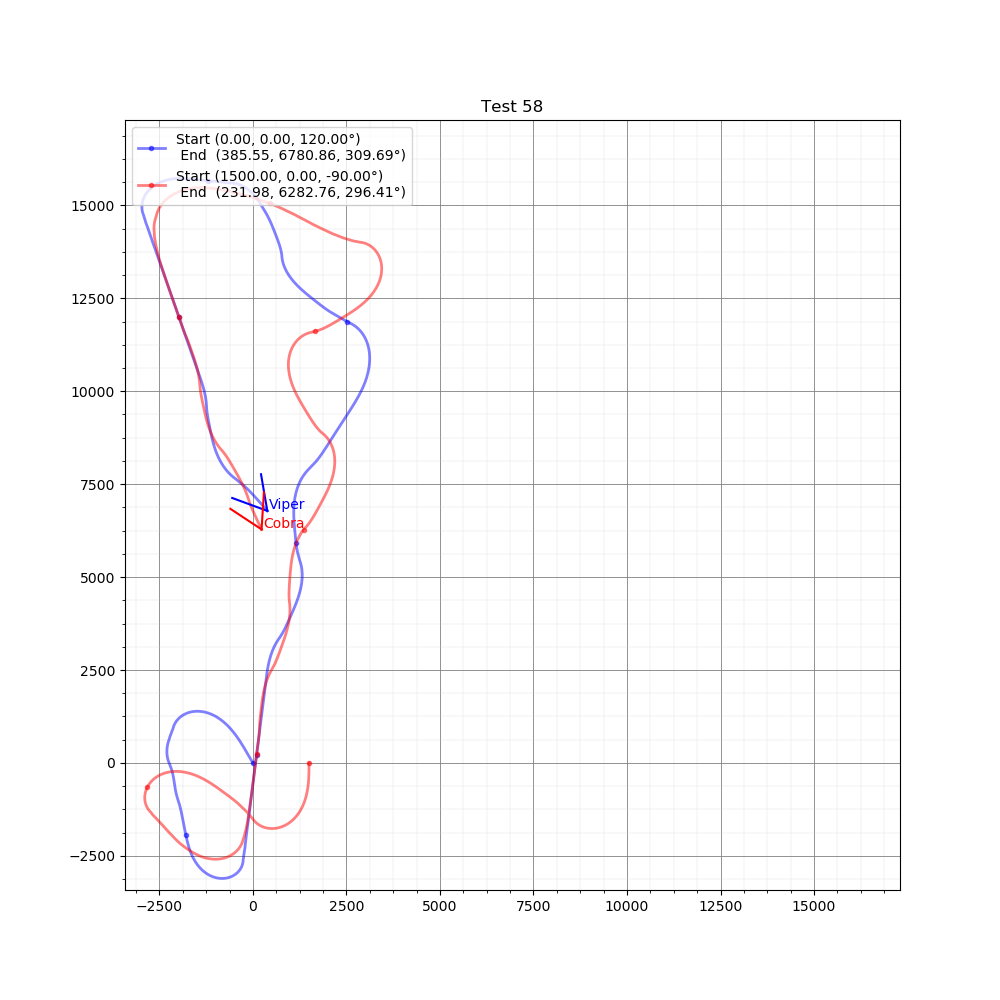 Test 58
Start (0.00, 0.00, 120.00°)
End (385.55, 6780.86, 309.69°)
Start (1500.00, 0.00, -90.00°)
End (231.98, 6282.76, 296.41°)
15000
12500
10000
7500
Viper
Cobra
5000
2500
0
−2500
−2500 0 2500 5000 7500 10000 12500 15000